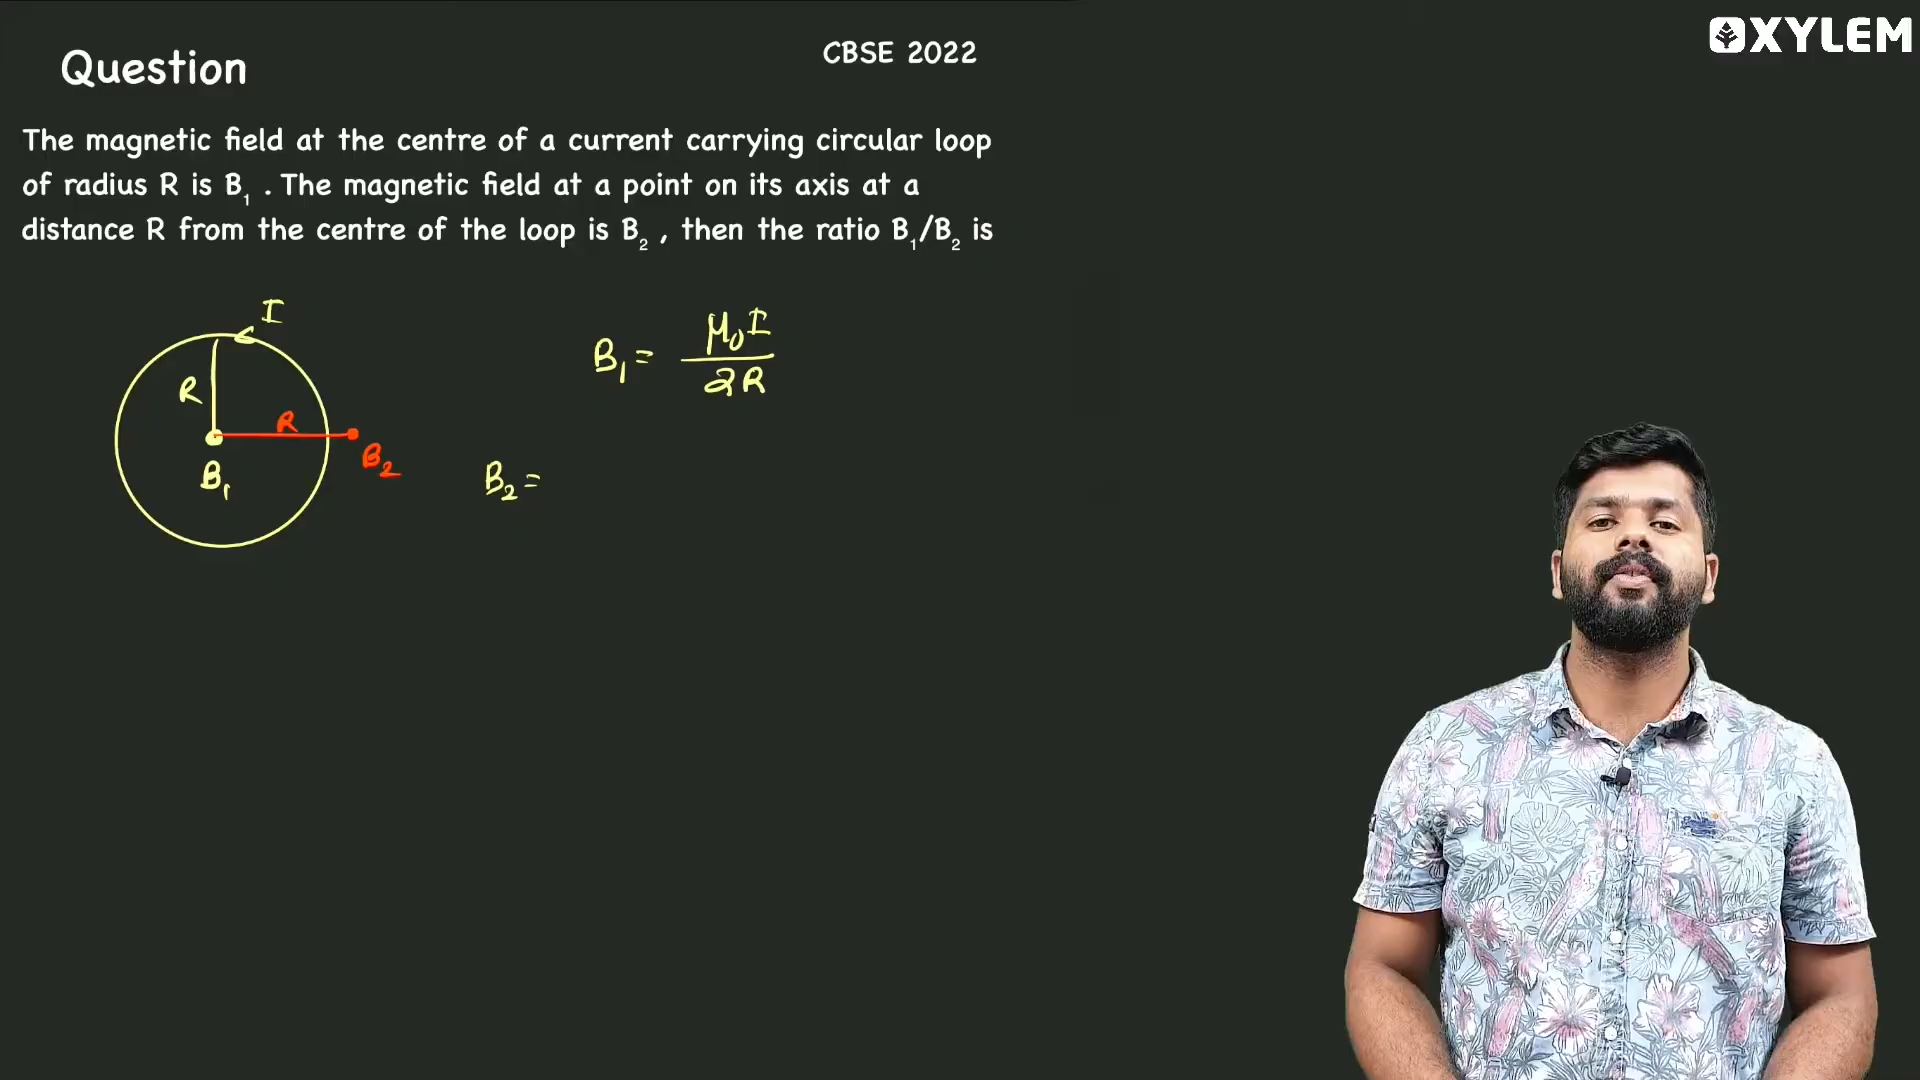 XYLEM
CBSE 2022
Question
The magnetic field at the centre of a current carrying circular loop
of radius R is B₁ . The magnetic field at a point on its axis at a
distance R from the centre of the loop is B₂ , then the ratio B₁/B₂ is
I
R
R
B₁
B₂
B₁ = μ₀I / 2R
B₂ =